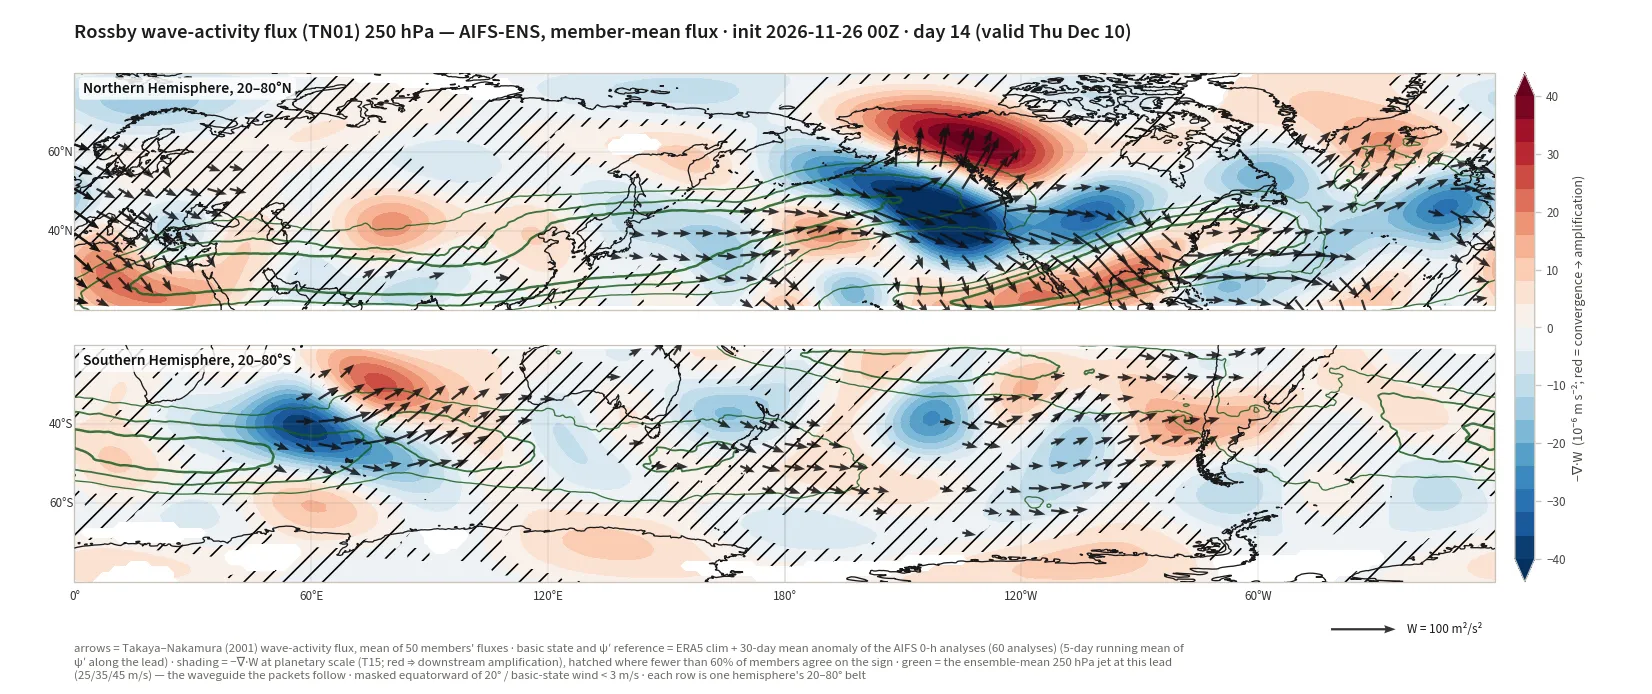 Rossby wave-activity flux (TN01) 250 hPa — AIFS-ENS, member-mean flux · init 2026-11-26 00Z · day 14 (valid Thu Dec 10)
Northern Hemisphere, 20–80°N
60°N
40°N
Southern Hemisphere, 20–80°S
40°S
60°S
0°
60°E
120°E
180°
120°W
60°W
40
30
20
10
0
−10
−20
−30
−40
−∇·W (10⁻⁶ m s⁻²; red = convergence → amplification)
W = 100 m²/s²
arrows = Takaya–Nakamura (2001) wave-activity flux, mean of 50 members' fluxes · basic state and ψ' reference = ERA5 clim + 30-day mean anomaly of the AIFS 0-h analyses (60 analyses) (5-day running mean of
ψ' along the lead) · shading = −∇·W at planetary scale (T15; red ⇒ downstream amplification), hatched where fewer than 60% of members agree on the sign · green = the ensemble-mean 250 hPa jet at this lead
(25/35/45 m/s) — the waveguide the packets follow · masked equatorward of 20° / basic-state wind < 3 m/s · each row is one hemisphere's 20–80° belt